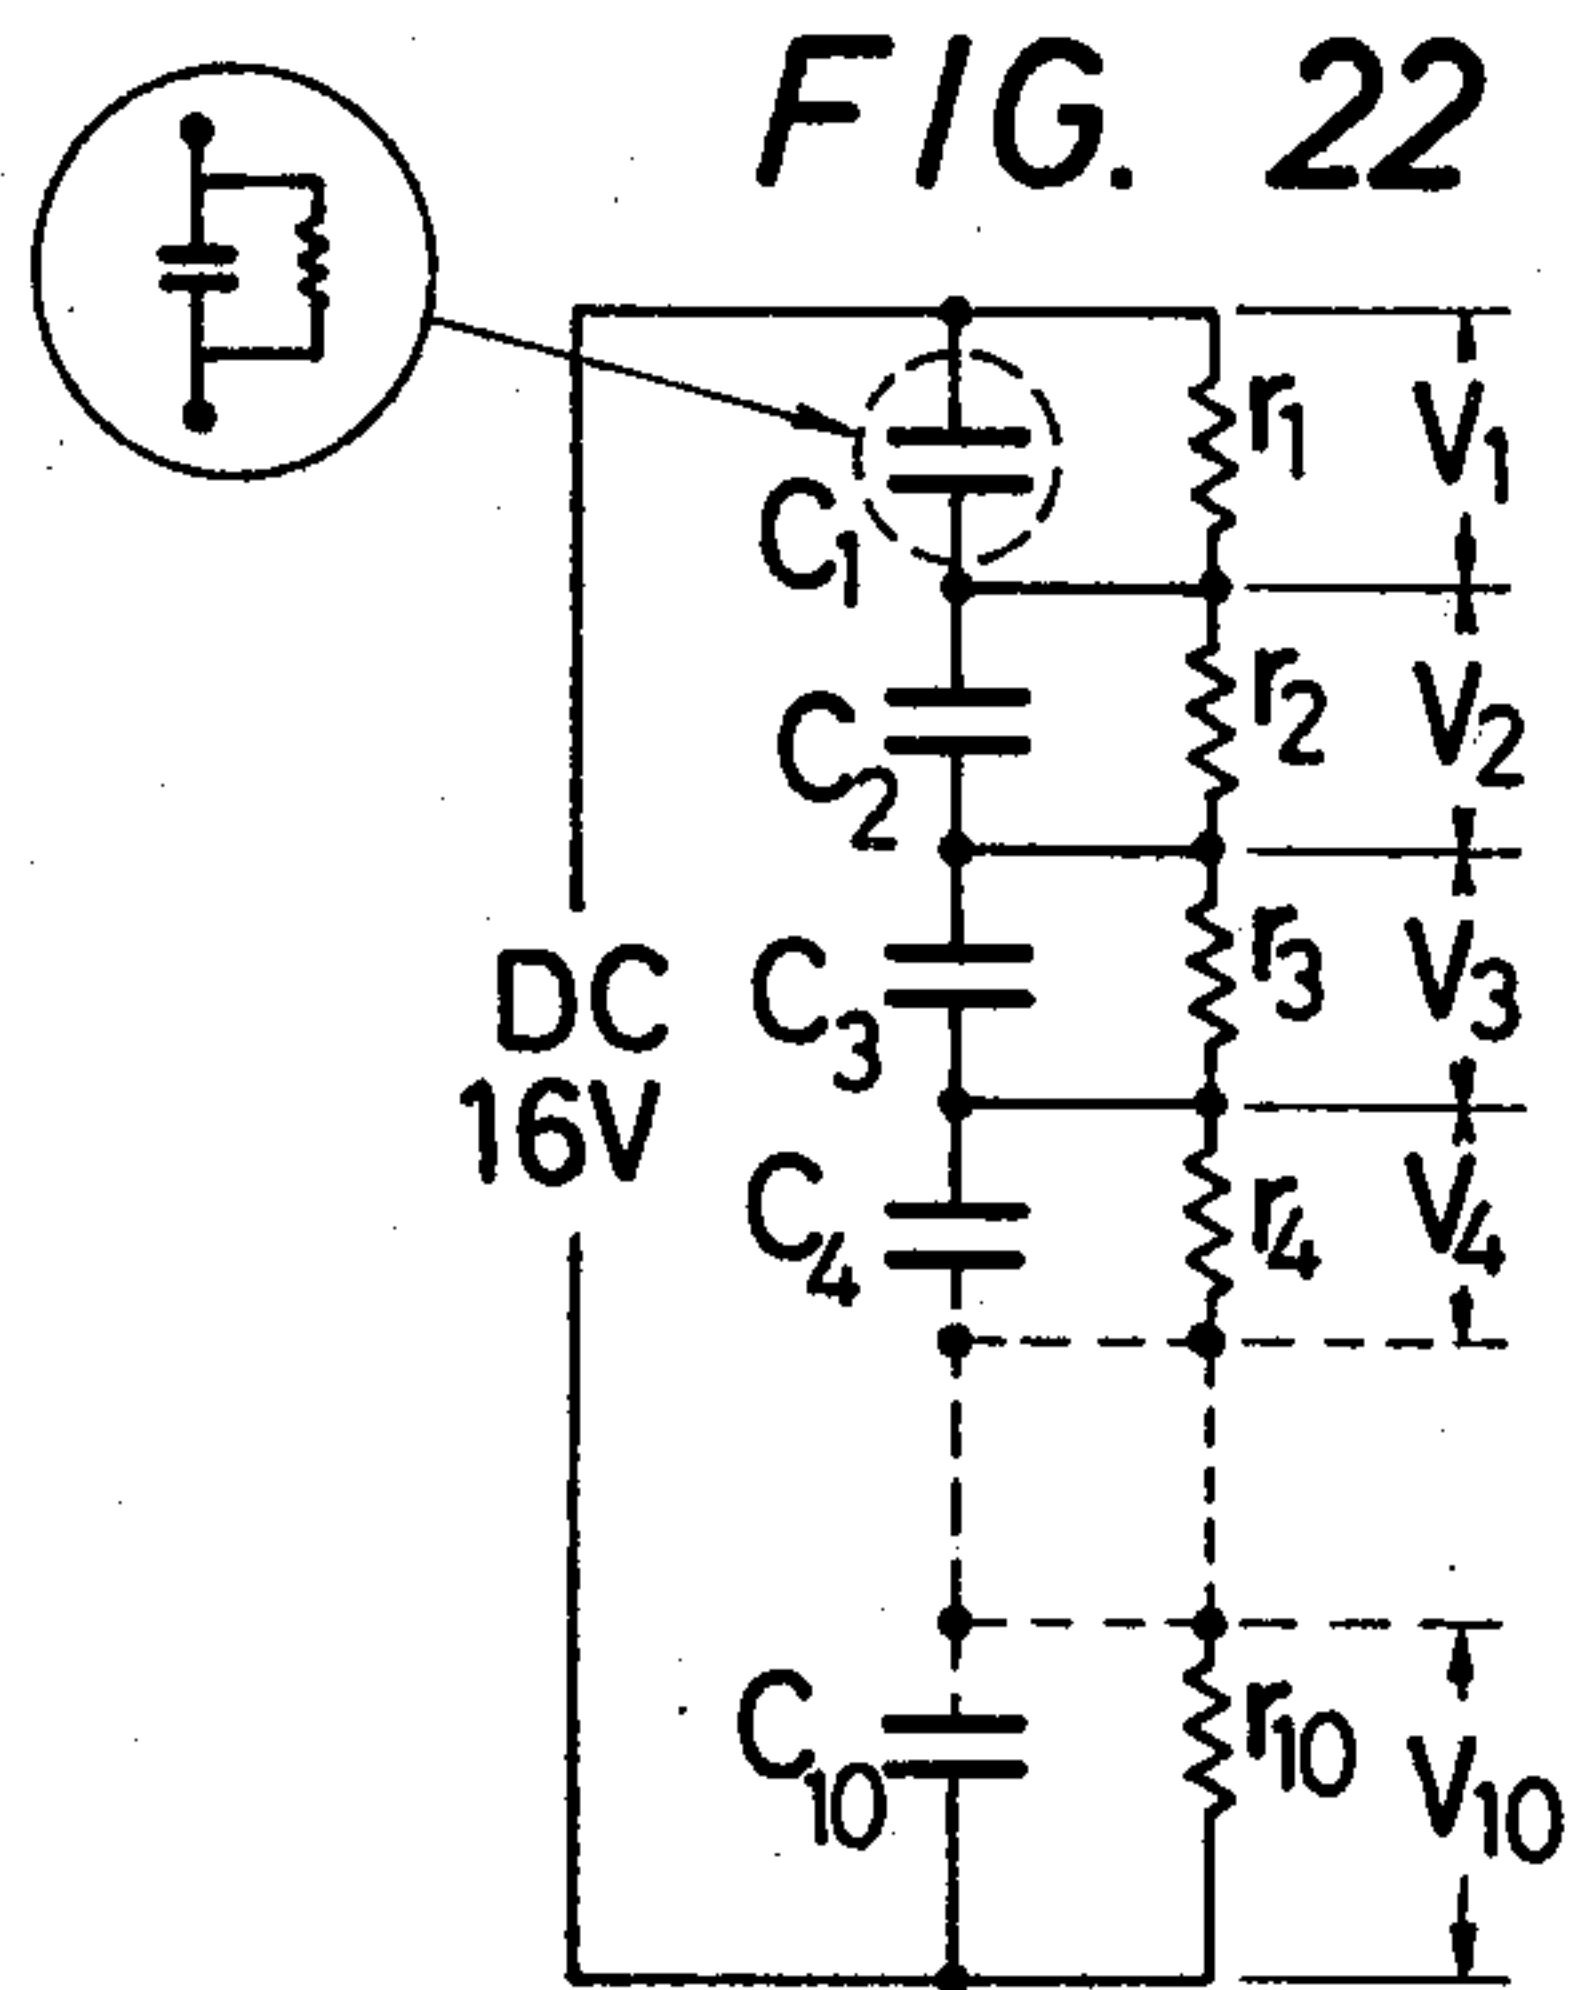 FIG. 22
C1 r1 V1
C2 r2 V2
C3 r3 V3
DC
16V
C4 r4 V4
C10 r10 V10